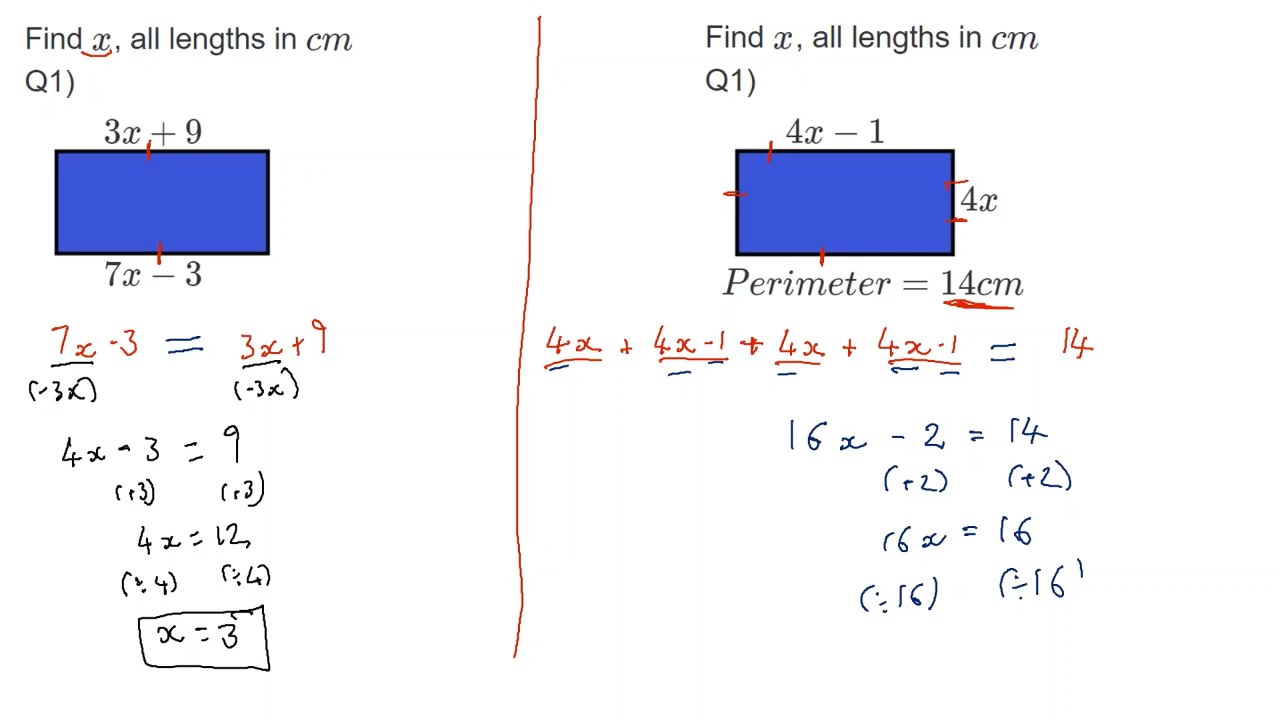 Find x, all lengths in cm
Q1)
3x + 9
7x − 3
7x - 3 = 3x + 9
(-3x) (-3x)
4x - 3 = 9
(+3) (+3)
4x = 12
(÷4) (÷4)
x = 3
Find x, all lengths in cm
Q1)
4x − 1
4x
Perimeter = 14cm
4x + 4x - 1 + 4x + 4x - 1 = 14
16x - 2 = 14
(+2) (+2)
16x = 16
(÷16) (÷16)